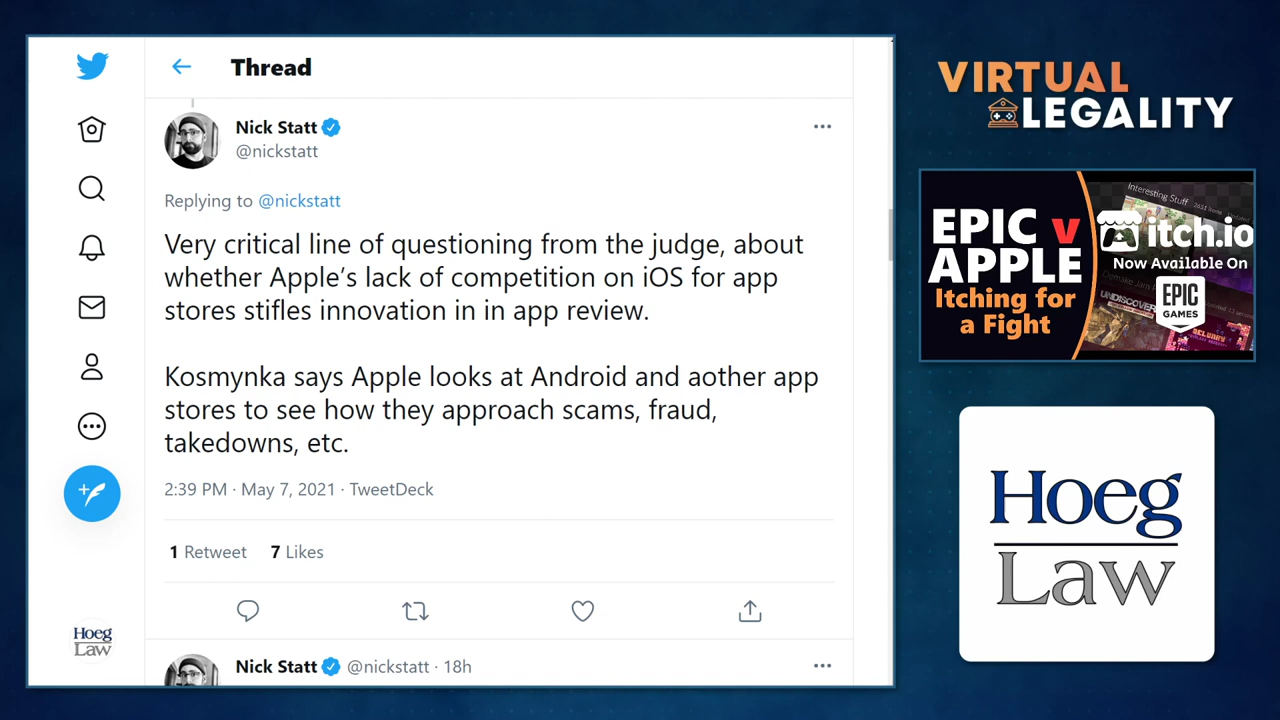 Thread
Nick Statt
@nickstatt
Replying to @nickstatt
Very critical line of questioning from the judge, about
whether Apple’s lack of competition on iOS for app
stores stifles innovation in in app review.
Kosmynka says Apple looks at Android and aother app
stores to see how they approach scams, fraud,
takedowns, etc.
2:39 PM · May 7, 2021 · TweetDeck
1 Retweet 7 Likes
Nick Statt @nickstatt · 18h
Hoeg
Law
VIRTUAL
LEGALITY
EPIC v
APPLE
Itching for
a Fight
Interesting Stuff
itch.io
Now Available On
EPIC
GAMES
Hoeg
Law